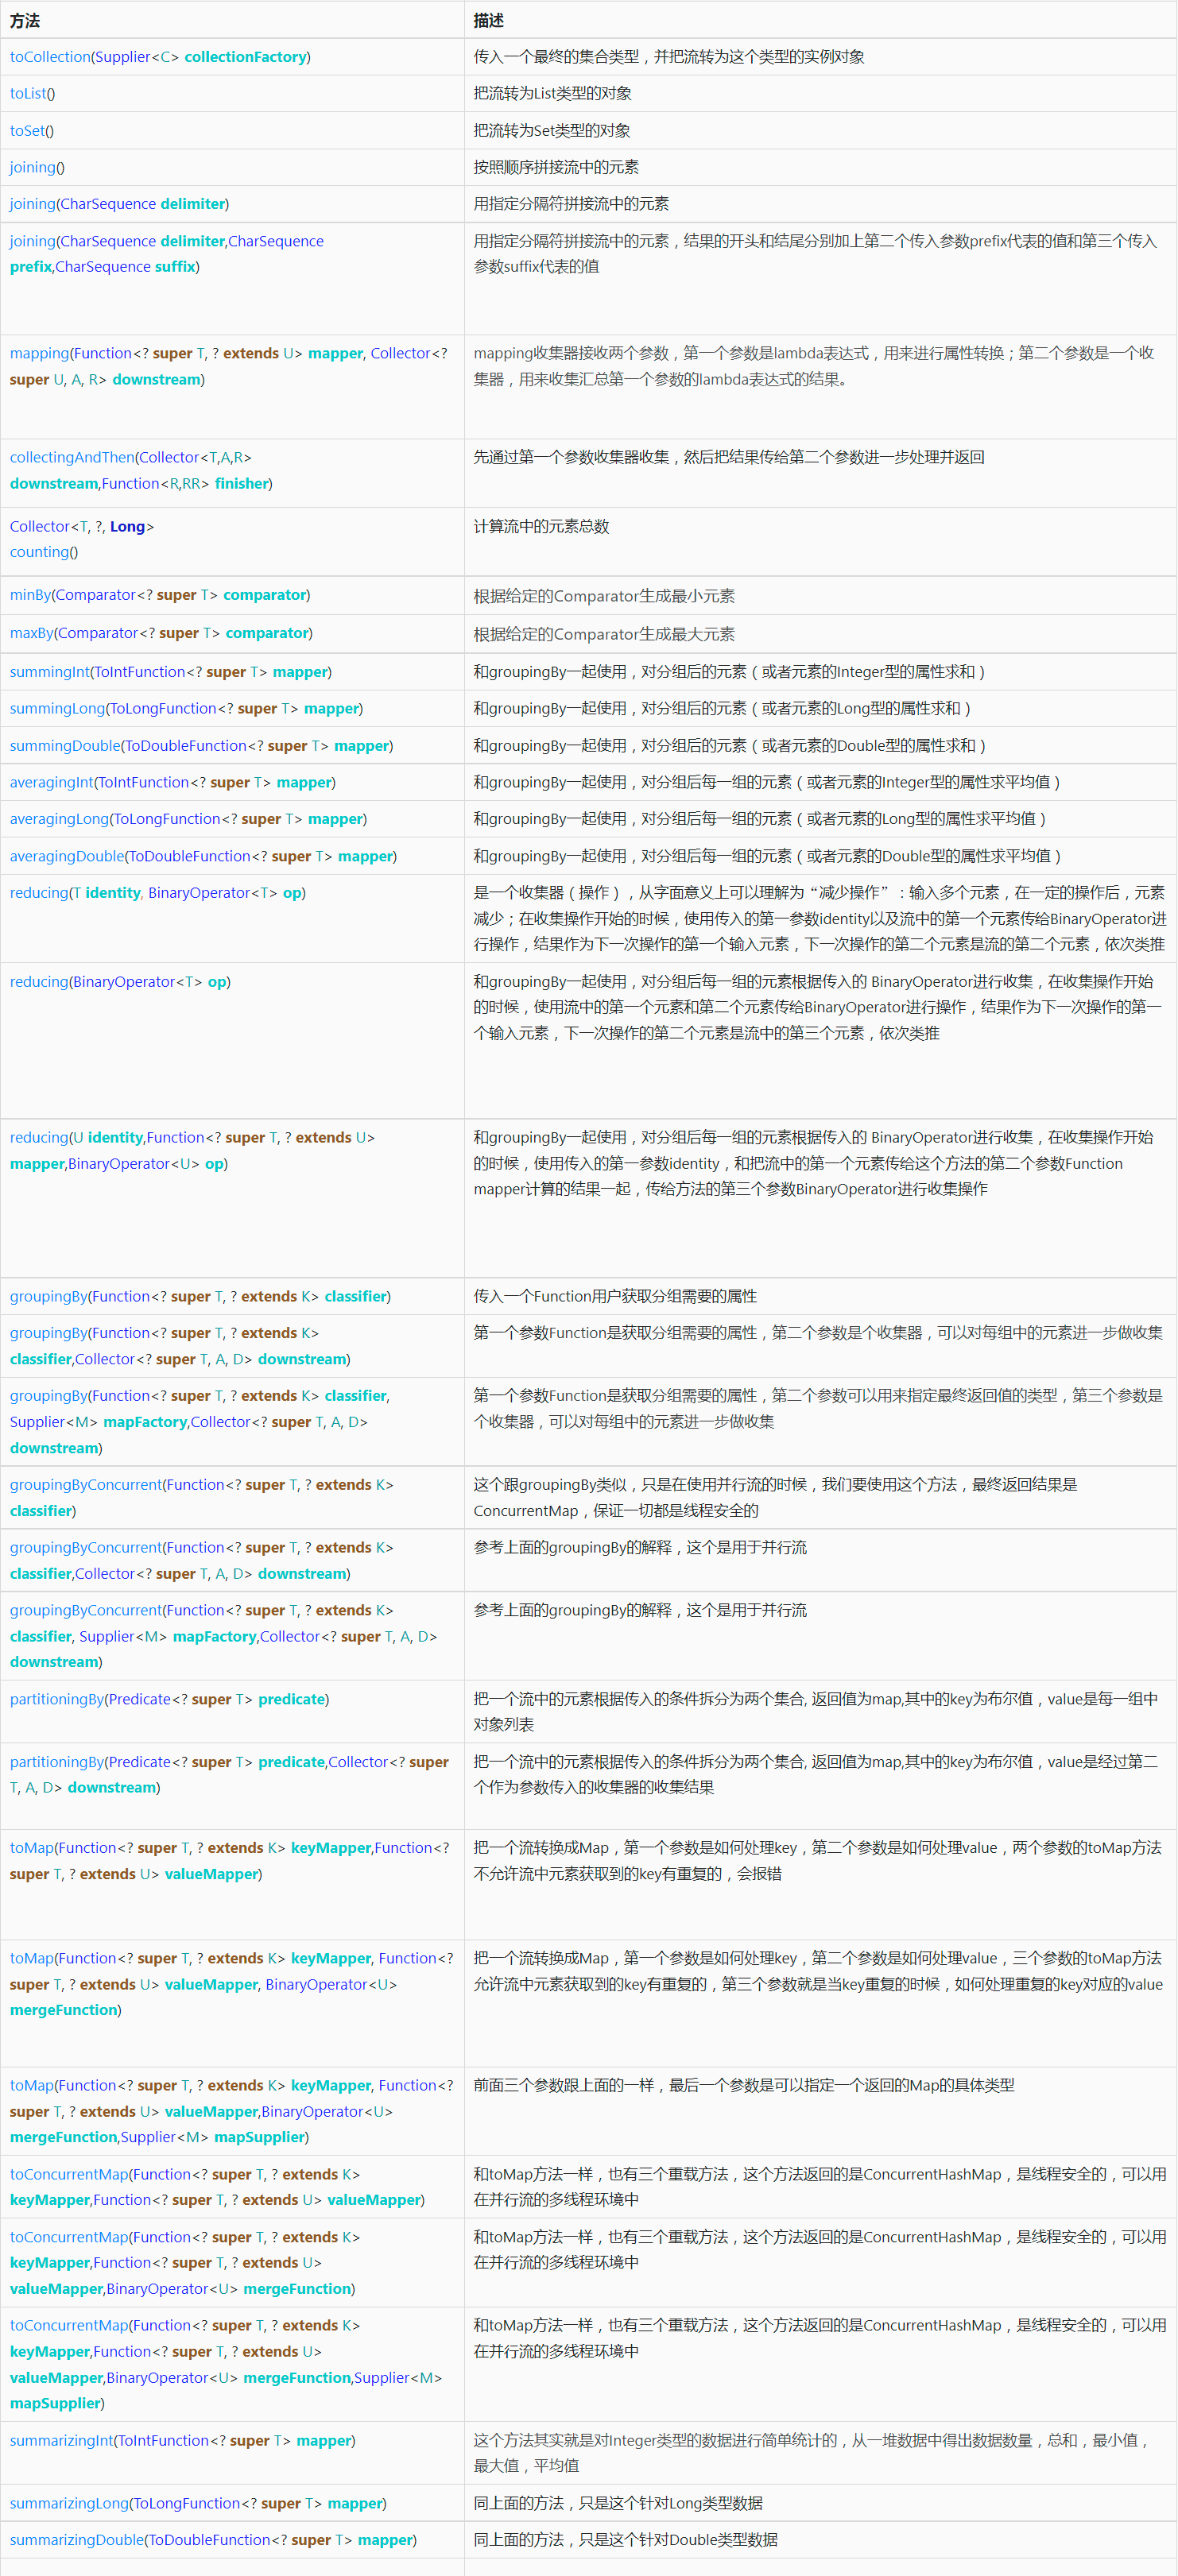 方法
描述
toCollection(Supplier<C> collectionFactory)
传入一个最终的集合类型，并把流转为这个类型的实例对象
toList()
把流转为List类型的对象
toSet()
把流转为Set类型的对象
joining()
按照顺序拼接流中的元素
joining(CharSequence delimiter)
用指定分隔符拼接流中的元素
joining(CharSequence delimiter,CharSequence
prefix,CharSequence suffix)
用指定分隔符拼接流中的元素，结果的开头和结尾分别加上第二个传入参数prefix代表的值和第三个传入
参数suffix代表的值
mapping(Function<? super T, ? extends U> mapper, Collector<?
super U, A, R> downstream)
mapping收集器接收两个参数，第一个参数是lambda表达式，用来进行属性转换；第二个参数是一个收
集器，用来收集汇总第一个参数的lambda表达式的结果。
collectingAndThen(Collector<T,A,R>
downstream,Function<R,RR> finisher)
先通过第一个参数收集器收集，然后把结果传给第二个参数进一步处理并返回
Collector<T, ?, Long>
counting()
计算流中的元素总数
minBy(Comparator<? super T> comparator)
根据给定的Comparator生成最小元素
maxBy(Comparator<? super T> comparator)
根据给定的Comparator生成最大元素
summingInt(ToIntFunction<? super T> mapper)
和groupingBy一起使用，对分组后的元素（或者元素的Integer型的属性求和）
summingLong(ToLongFunction<? super T> mapper)
和groupingBy一起使用，对分组后的元素（或者元素的Long型的属性求和）
summingDouble(ToDoubleFunction<? super T> mapper)
和groupingBy一起使用，对分组后的元素（或者元素的Double型的属性求和）
averagingInt(ToIntFunction<? super T> mapper)
和groupingBy一起使用，对分组后每一组的元素（或者元素的Integer型的属性求平均值）
averagingLong(ToLongFunction<? super T> mapper)
和groupingBy一起使用，对分组后每一组的元素（或者元素的Long型的属性求平均值）
averagingDouble(ToDoubleFunction<? super T> mapper)
和groupingBy一起使用，对分组后每一组的元素（或者元素的Double型的属性求平均值）
reducing(T identity, BinaryOperator<T> op)
是一个收集器（操作），从字面意义上可以理解为“减少操作”：输入多个元素，在一定的操作后，元素
减少；在收集操作开始的时候，使用传入的第一参数identity以及流中的第一个元素传给BinaryOperator进
行操作，结果作为下一次操作的第一个输入元素，下一次操作的第二个元素是流的第二个元素，依次类推
reducing(BinaryOperator<T> op)
和groupingBy一起使用，对分组后每一组的元素根据传入的 BinaryOperator进行收集，在收集操作开始
的时候，使用流中的第一个元素和第二个元素传给BinaryOperator进行操作，结果作为下一次操作的第一
个输入元素，下一次操作的第二个元素是流中的第三个元素，依次类推
reducing(U identity,Function<? super T, ? extends U>
mapper,BinaryOperator<U> op)
和groupingBy一起使用，对分组后每一组的元素根据传入的 BinaryOperator进行收集，在收集操作开始
的时候，使用传入的第一参数identity，和把流中的第一个元素传给这个方法的第二个参数Function
mapper计算的结果一起，传给方法的第三个参数BinaryOperator进行收集操作
groupingBy(Function<? super T, ? extends K> classifier)
传入一个Function用户获取分组需要的属性
groupingBy(Function<? super T, ? extends K>
classifier,Collector<? super T, A, D> downstream)
第一个参数Function是获取分组需要的属性，第二个参数是个收集器，可以对每组中的元素进一步做收集
groupingBy(Function<? super T, ? extends K> classifier,
Supplier<M> mapFactory,Collector<? super T, A, D>
downstream)
第一个参数Function是获取分组需要的属性，第二个参数可以用来指定最终返回值的类型，第三个参数是
个收集器，可以对每组中的元素进一步做收集
groupingByConcurrent(Function<? super T, ? extends K>
classifier)
这个跟groupingBy类似，只是在使用并行流的时候，我们要使用这个方法，最终返回结果是
ConcurrentMap，保证一切都是线程安全的
groupingByConcurrent(Function<? super T, ? extends K>
classifier,Collector<? super T, A, D> downstream)
参考上面的groupingBy的解释，这个是用于并行流
groupingByConcurrent(Function<? super T, ? extends K>
classifier, Supplier<M> mapFactory,Collector<? super T, A, D>
downstream)
参考上面的groupingBy的解释，这个是用于并行流
partitioningBy(Predicate<? super T> predicate)
把一个流中的元素根据传入的条件拆分为两个集合, 返回值为map,其中的key为布尔值，value是每一组中
对象列表
partitioningBy(Predicate<? super T> predicate,Collector<? super
T, A, D> downstream)
把一个流中的元素根据传入的条件拆分为两个集合, 返回值为map,其中的key为布尔值，value是经过第二
个作为参数传入的收集器的收集结果
toMap(Function<? super T, ? extends K> keyMapper,Function<?
super T, ? extends U> valueMapper)
把一个流转换成Map，第一个参数是如何处理key，第二个参数是如何处理value，两个参数的toMap方法
不允许流中元素获取到的key有重复的，会报错
toMap(Function<? super T, ? extends K> keyMapper, Function<?
super T, ? extends U> valueMapper, BinaryOperator<U>
mergeFunction)
把一个流转换成Map，第一个参数是如何处理key，第二个参数是如何处理value，三个参数的toMap方法
允许流中元素获取到的key有重复的，第三个参数就是当key重复的时候，如何处理重复的key对应的value
toMap(Function<? super T, ? extends K> keyMapper, Function<?
super T, ? extends U> valueMapper,BinaryOperator<U>
mergeFunction,Supplier<M> mapSupplier)
前面三个参数跟上面的一样，最后一个参数是可以指定一个返回的Map的具体类型
toConcurrentMap(Function<? super T, ? extends K>
keyMapper,Function<? super T, ? extends U> valueMapper)
和toMap方法一样，也有三个重载方法，这个方法返回的是ConcurrentHashMap，是线程安全的，可以用
在并行流的多线程环境中
toConcurrentMap(Function<? super T, ? extends K>
keyMapper,Function<? super T, ? extends U>
valueMapper,BinaryOperator<U> mergeFunction)
和toMap方法一样，也有三个重载方法，这个方法返回的是ConcurrentHashMap，是线程安全的，可以用
在并行流的多线程环境中
toConcurrentMap(Function<? super T, ? extends K>
keyMapper,Function<? super T, ? extends U>
valueMapper,BinaryOperator<U> mergeFunction,Supplier<M>
mapSupplier)
和toMap方法一样，也有三个重载方法，这个方法返回的是ConcurrentHashMap，是线程安全的，可以用
在并行流的多线程环境中
summarizingInt(ToIntFunction<? super T> mapper)
这个方法其实就是对Integer类型的数据进行简单统计的，从一堆数据中得出数据数量，总和，最小值，
最大值，平均值
summarizingLong(ToLongFunction<? super T> mapper)
同上面的方法，只是这个针对Long类型数据
summarizingDouble(ToDoubleFunction<? super T> mapper)
同上面的方法，只是这个针对Double类型数据